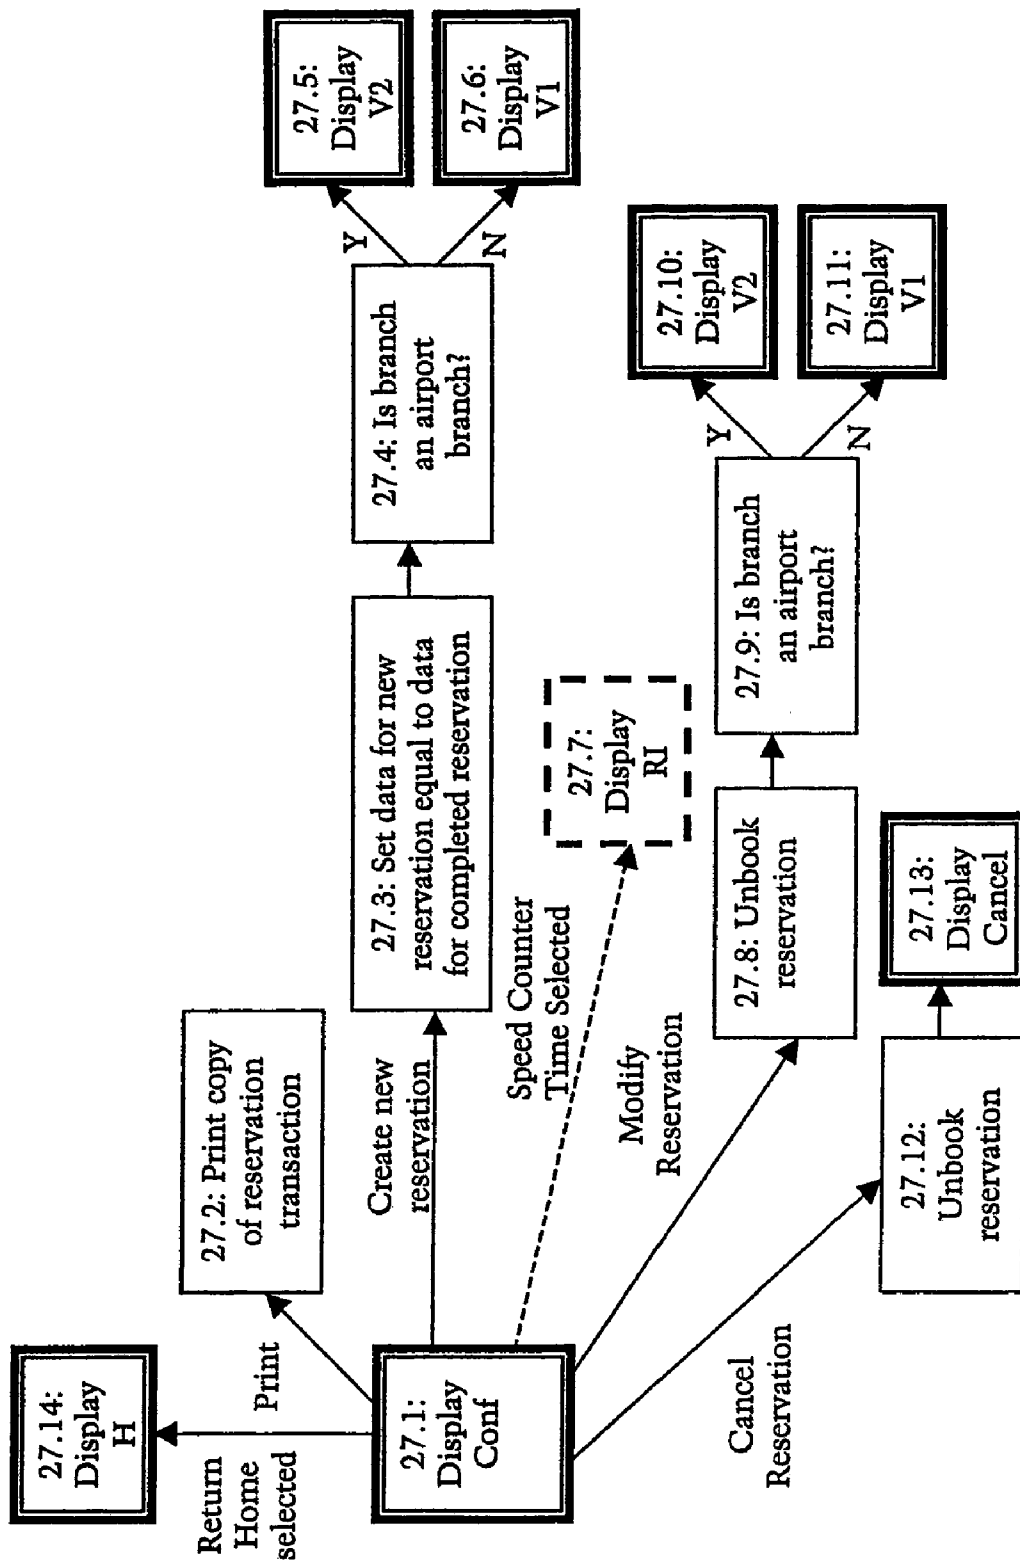 27.14:
Display
H
Return
Home
selected
Print
27.2: Print copy
of reservation
transaction
27.1:
Display
Conf
Create new
reservation
27.3: Set data for new
reservation equal to data
for completed reservation
27.4: Is branch
an airport
branch?
Y
N
27.5:
Display
V2
27.6:
Display
V1
Speed Counter
Time Selected
27.7:
Display
RI
Modify
Reservation
27.8: Unbook
reservation
27.9: Is branch
an airport
branch?
Y
N
27.10:
Display
V2
27.11:
Display
V1
Cancel
Reservation
27.12:
Unbook
reservation
27.13:
Display
Cancel